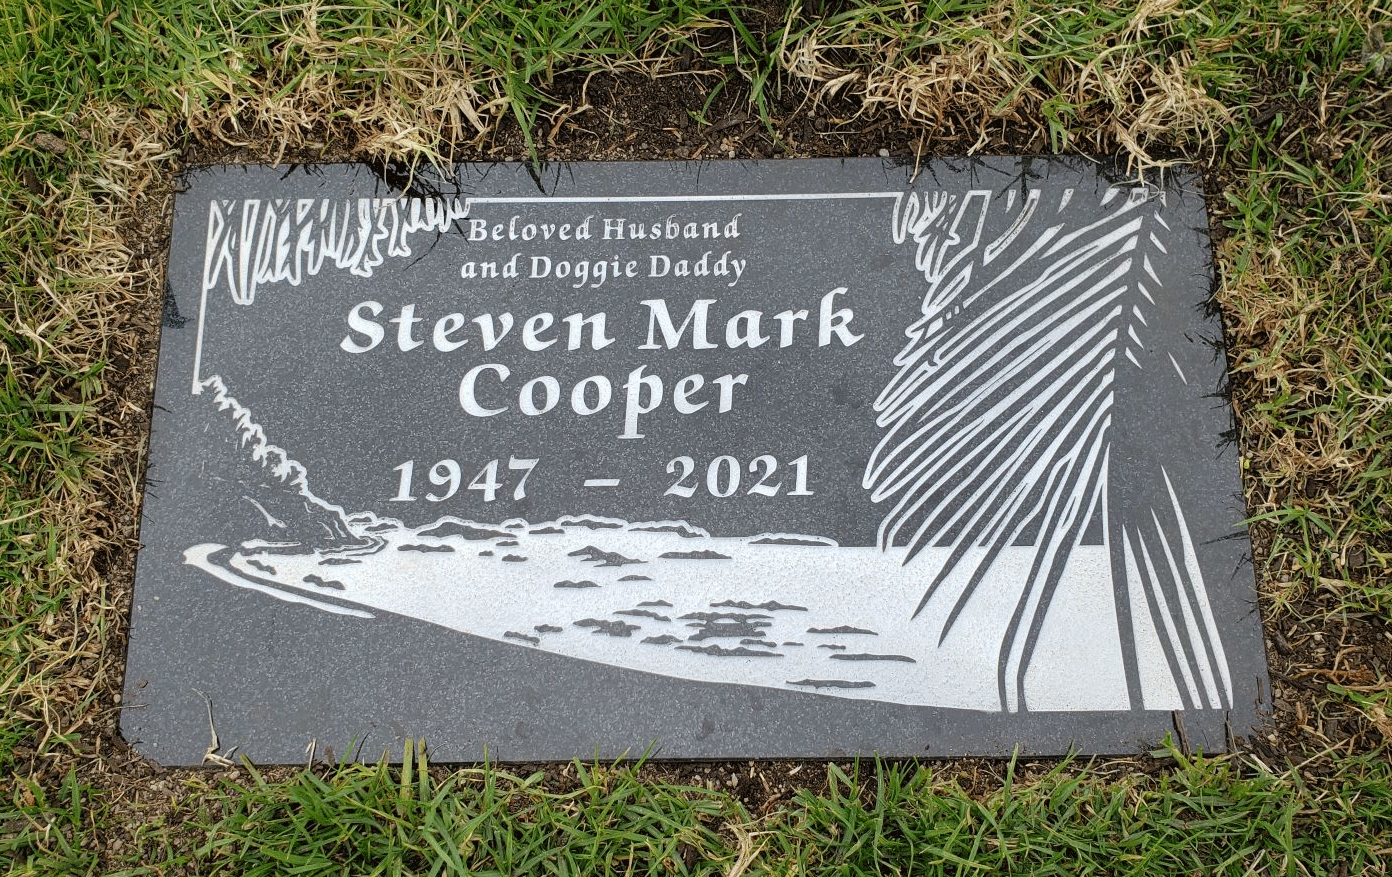 Beloved Husband
and Doggie Daddy
Steven Mark
Cooper
1947 – 2021